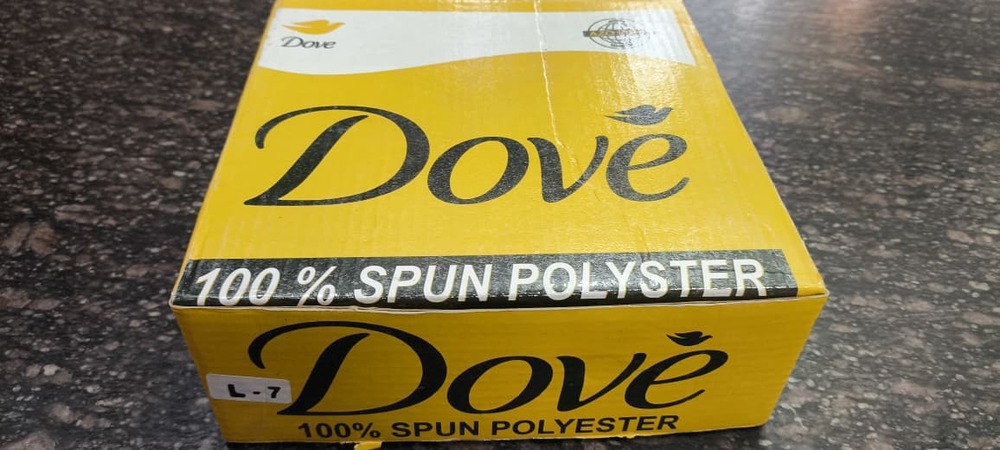 Dove
Dove
100 % SPUN POLYSTER
Dove
L - 7
100% SPUN POLYESTER